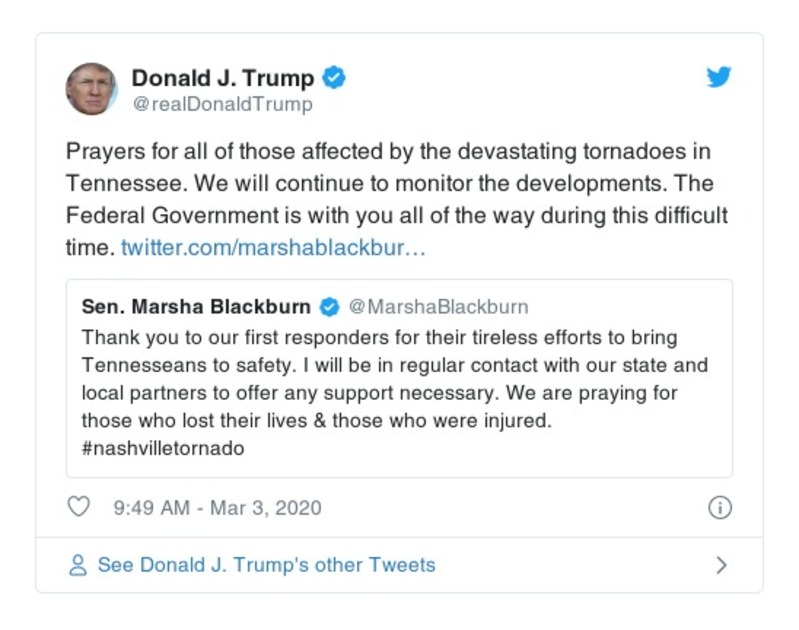 Donald J. Trump
@realDonaldTrump
Prayers for all of those affected by the devastating tornadoes in
Tennessee. We will continue to monitor the developments. The
Federal Government is with you all of the way during this difficult
time. twitter.com/marshablackbur…
Sen. Marsha Blackburn @MarshaBlackburn
Thank you to our first responders for their tireless efforts to bring
Tennesseans to safety. I will be in regular contact with our state and
local partners to offer any support necessary. We are praying for
those who lost their lives & those who were injured.
#nashvilletornado
9:49 AM - Mar 3, 2020
See Donald J. Trump's other Tweets